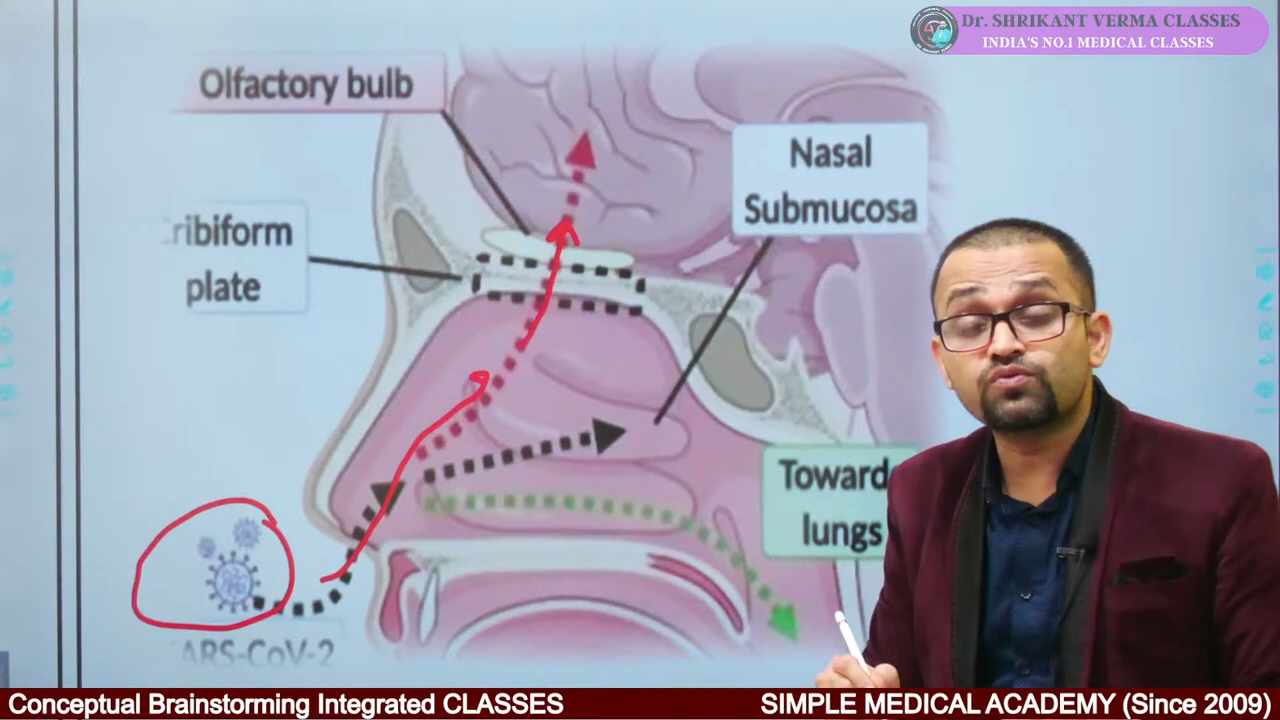 Dr. SHRIKANT VERMA CLASSES
INDIA'S NO.1 MEDICAL CLASSES
Olfactory bulb
Nasal
Submucosa
ribiform
plate
Toward
lungs
ARS-CoV-2
Conceptual Brainstorming Integrated CLASSES
SIMPLE MEDICAL ACADEMY (Since 2009)